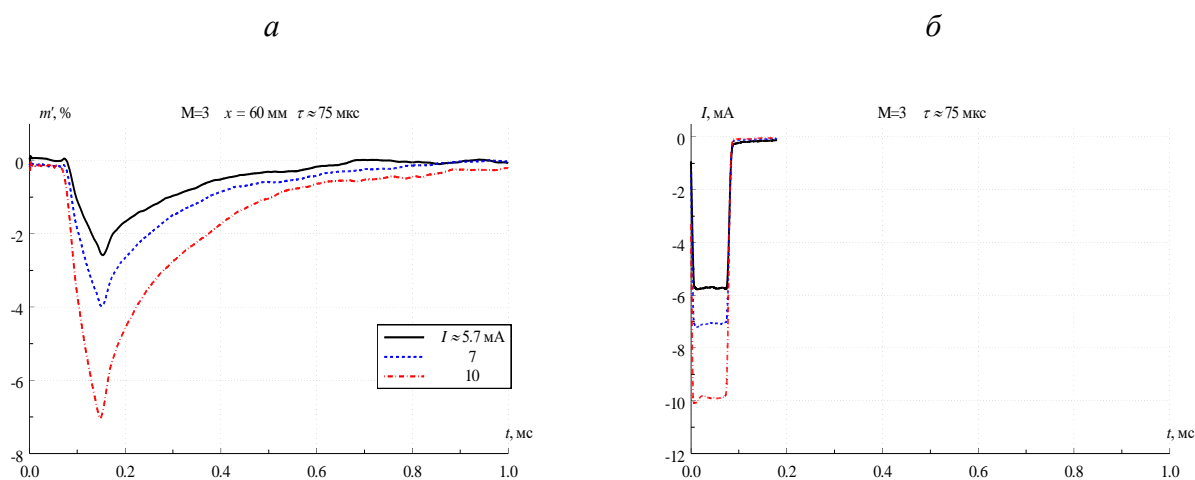 а
б
m', %
M=3 x = 60 мм τ ≈ 75 мкс
0
-2
-4
-6
-8
I ≈ 5.7 мА
7
10
t, мс
0.0 0.2 0.4 0.6 0.8 1.0
I, мА
M=3 τ ≈ 75 мкс
0
-2
-4
-6
-8
-10
-12
t, мс
0.0 0.2 0.4 0.6 0.8 1.0